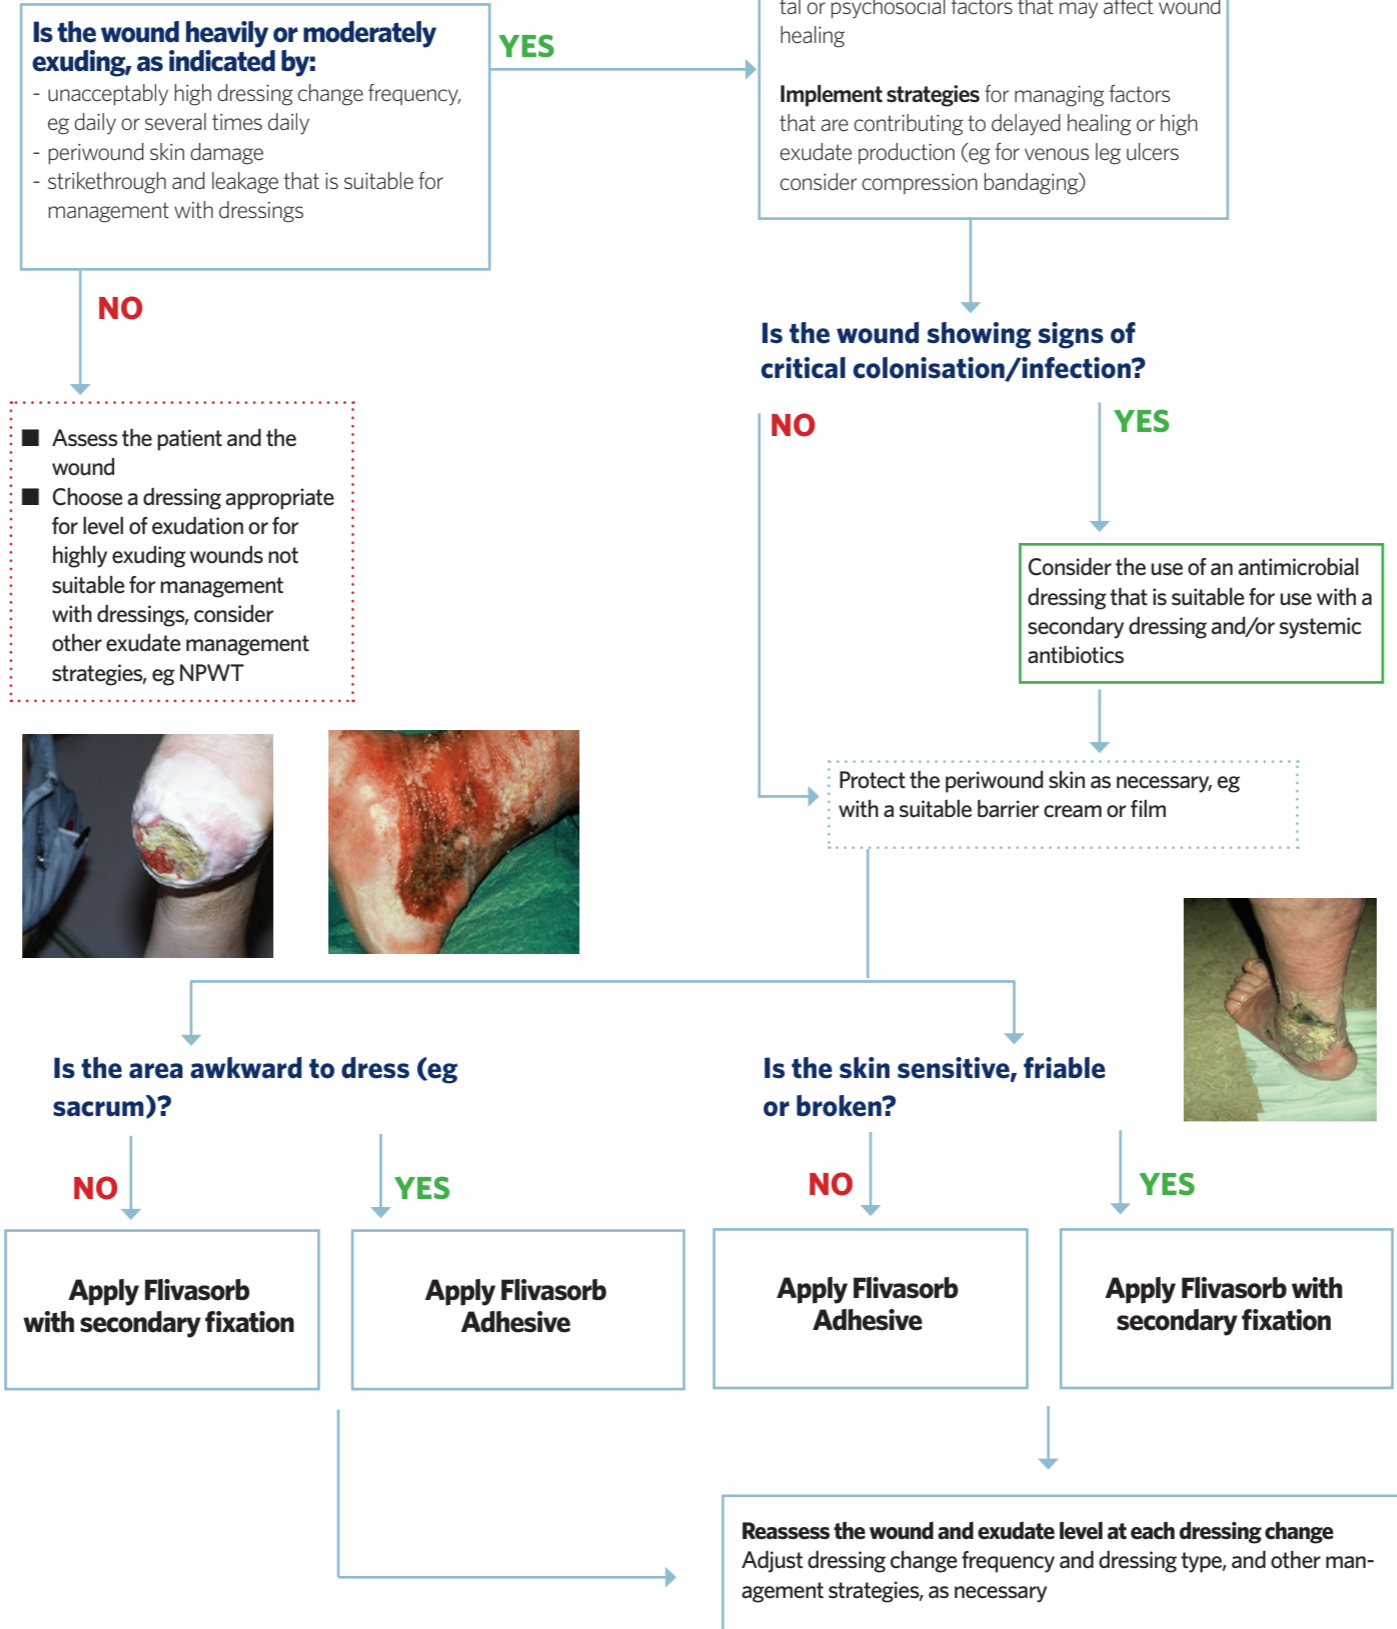 Is the wound heavily or moderately
exuding, as indicated by:
- unacceptably high dressing change frequency,
eg daily or several times daily
- periwound skin damage
- strikethrough and leakage that is suitable for
management with dressings
YES
tal or psychosocial factors that may affect wound
healing
Implement strategies for managing factors
that are contributing to delayed healing or high
exudate production (eg for venous leg ulcers
consider compression bandaging)
NO
■ Assess the patient and the
wound
■ Choose a dressing appropriate
for level of exudation or for
highly exuding wounds not
suitable for management
with dressings, consider
other exudate management
strategies, eg NPWT
Is the wound showing signs of
critical colonisation/infection?
NO
YES
Consider the use of an antimicrobial
dressing that is suitable for use with a
secondary dressing and/or systemic
antibiotics
Protect the periwound skin as necessary, eg
with a suitable barrier cream or film
Is the area awkward to dress (eg
sacrum)?
NO
YES
Apply Flivasorb
with secondary fixation
Apply Flivasorb
Adhesive
Is the skin sensitive, friable
or broken?
NO
YES
Apply Flivasorb
Adhesive
Apply Flivasorb with
secondary fixation
Reassess the wound and exudate level at each dressing change
Adjust dressing change frequency and dressing type, and other man-
agement strategies, as necessary